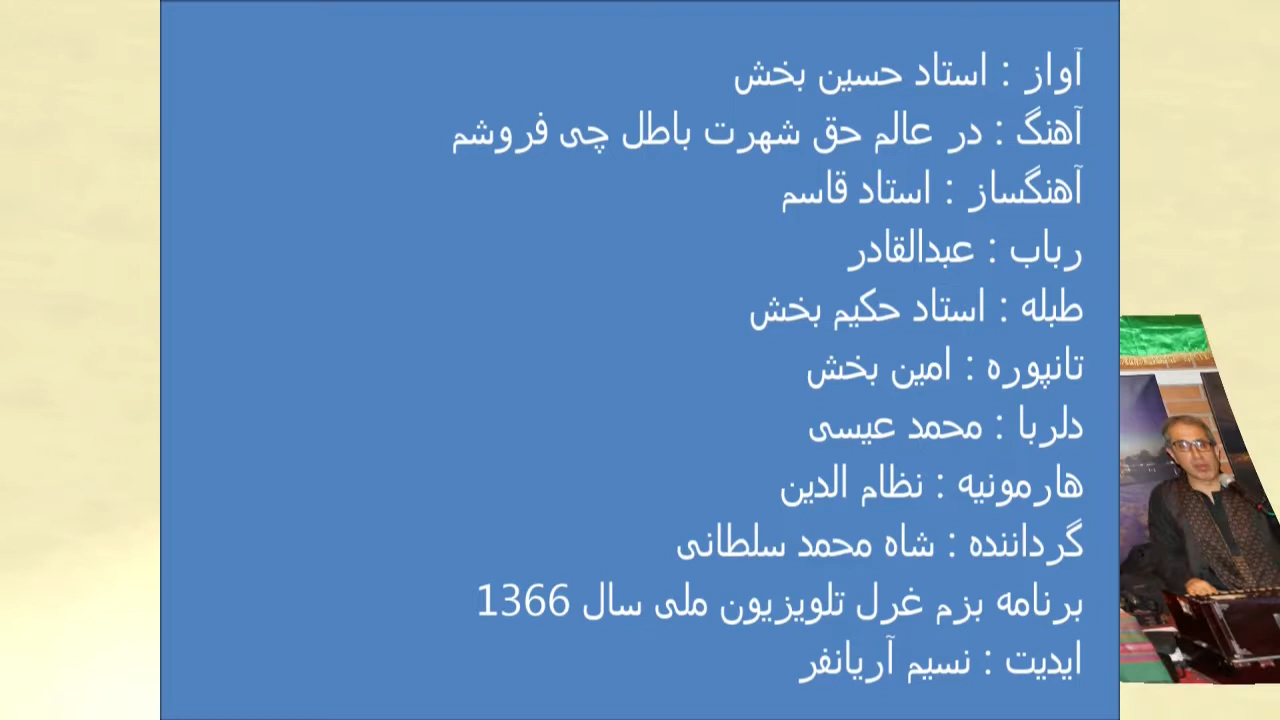 آواز : استاد حسین بخش
آهنگ : در عالم حق شهرت باطل چی فروشم
آهنگساز : استاد قاسم
رباب : عبدالقادر
طبله : استاد حکیم بخش
تانپوره : امین بخش
دلربا : محمد عیسی
هارمونیه : نظام الدین
گرداننده : شاه محمد سلطانی
برنامه بزم غرل تلویزیون ملی سال 1366
ایدیت : نسیم آریانفر